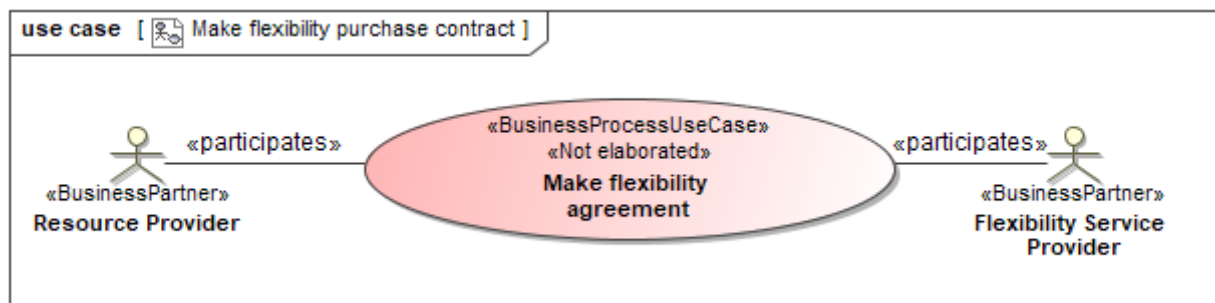 use case [ Make flexibility purchase contract ]
«participates»
«BusinessPartner»
Resource Provider
«BusinessProcessUseCase»
«Not elaborated»
Make flexibility
agreement
«participates»
«BusinessPartner»
Flexibility Service
Provider